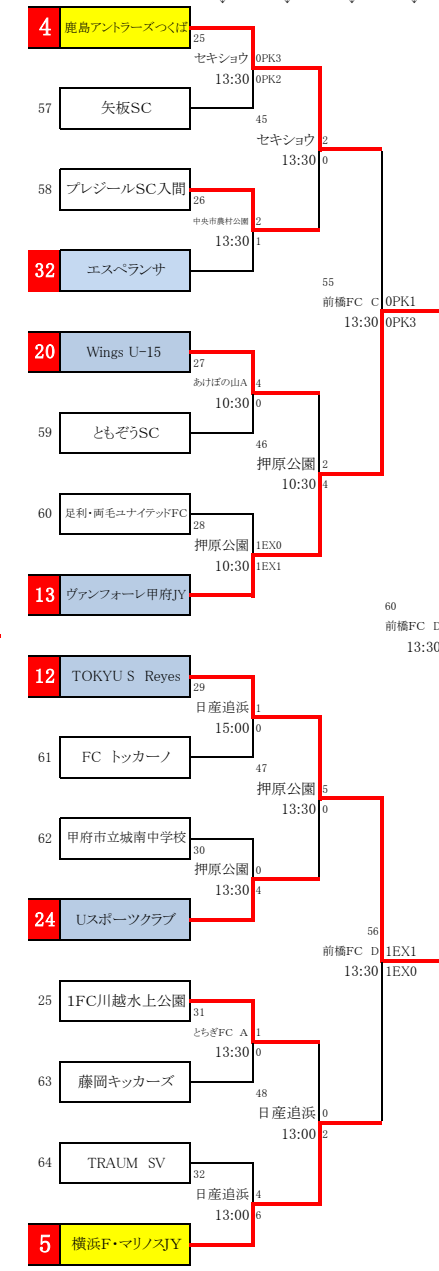 4 鹿島アントラーズつくば
25
セキショウ 0PK3
13:30 0PK2
57 矢板SC
45
セキショウ 2
13:30 0
58 プレジールSC入間
26
中央市農村公園 2
13:30 1
32 エスペランサ
55
前橋FC C 0PK1
13:30 0PK3
20 Wings U-15
27
あけぼの山A 4
10:30 0
59 ともぞうSC
46
押原公園 2
10:30 4
60 足利・両毛ユナイテッドFC
28
押原公園 1EX0
10:30 1EX1
13 ヴァンフォーレ甲府JY
60
前橋FC D
13:30
12 TOKYU S Reyes
29
日産追浜 1
15:00 0
61 FC トッカーノ
47
押原公園 5
13:30 0
62 甲府市立城南中学校
30
押原公園 0
13:30 4
24 Uスポーツクラブ
56
前橋FC D 1EX1
13:30 1EX0
25 1FC川越水上公園
31
とちぎFC A 1
13:30 0
63 藤岡キッカーズ
48
日産追浜 0
13:00 2
64 TRAUM SV
32
日産追浜 4
13:00 6
5 横浜F・マリノスJY